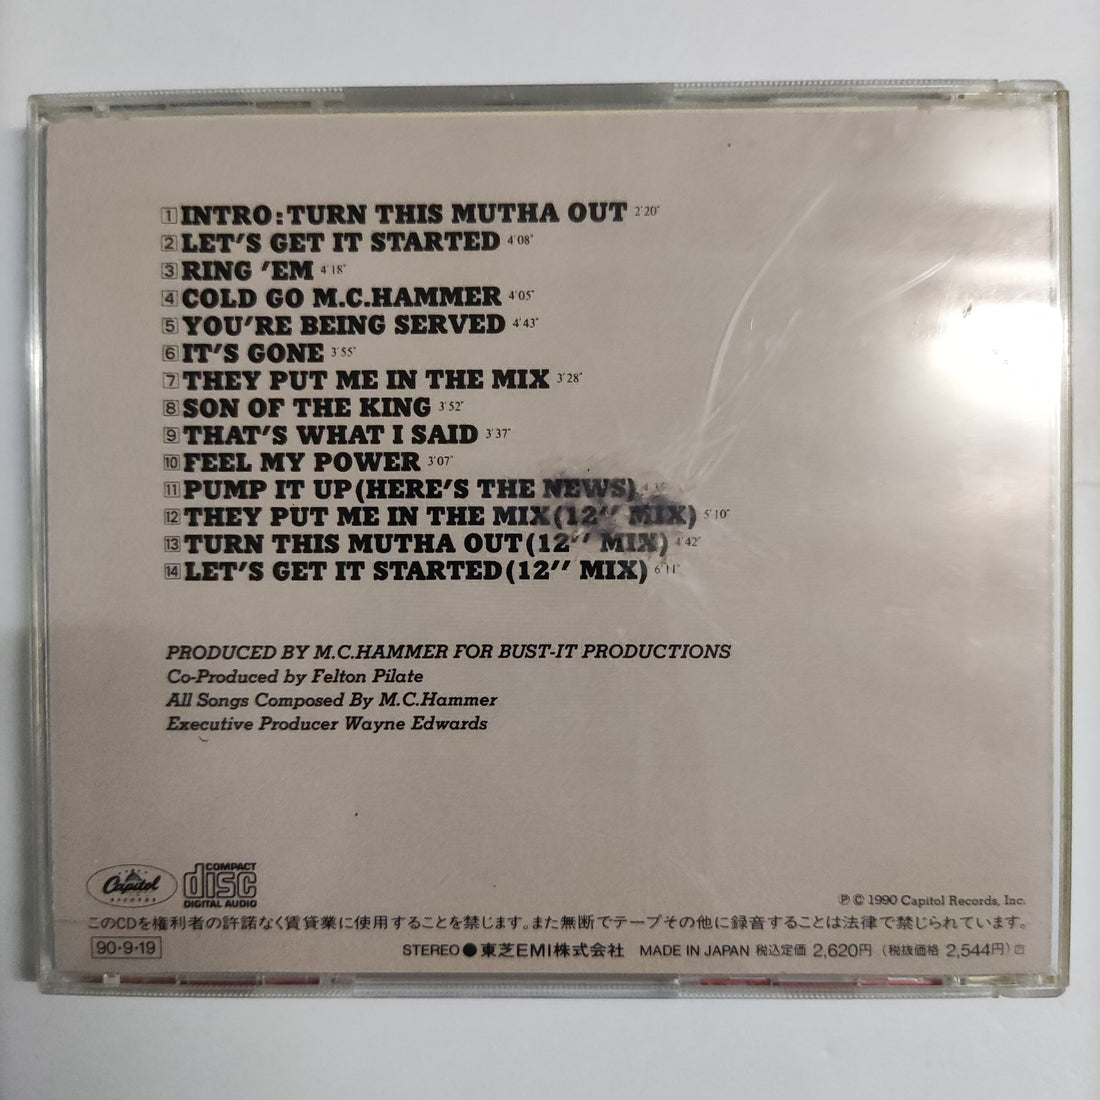 1 INTRO:TURN THIS MUTHA OUT 2'20"
2 LET'S GET IT STARTED 4'08"
3 RING 'EM 4'18"
4 COLD GO M.C.HAMMER 4'05"
5 YOU'RE BEING SERVED 4'43"
6 IT'S GONE 3'55"
7 THEY PUT ME IN THE MIX 3'28"
8 SON OF THE KING 3'52"
9 THAT'S WHAT I SAID 3'37"
10 FEEL MY POWER 3'07"
11 PUMP IT UP(HERE'S THE NEWS)
12 THEY PUT ME IN THE MIX(12″ MIX) 5'10"
13 TURN THIS MUTHA OUT(12″ MIX) 4'42"
14 LET'S GET IT STARTED(12″ MIX) 6'11"
PRODUCED BY M.C.HAMMER FOR BUST-IT PRODUCTIONS
Co-Produced by Felton Pilate
All Songs Composed By M.C.Hammer
Executive Producer Wayne Edwards
Capitol RECORDS COMPACT disc DIGITAL AUDIO
Ⓟ © 1990 Capitol Records, Inc.
このCDを権利者の許諾なく賃貸業に使用することを禁じます。また無断でテープその他に録音することは法律で禁じられています。
90・9・19 STEREO●東芝EMI株式会社 MADE IN JAPAN 税込定価 2,620円（税抜価格 2,544円）